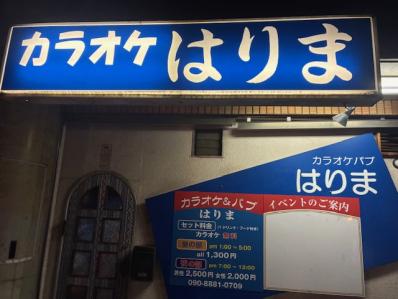 カラオケ はりま
カラオケパブ
はりま
カラオケ&パブ
はりま
セット料金
カラオケ 無料
昼の部 pm 1:00~5:00
all 1,300円
夜の部 pm 7:00~12:00
男性 2,500円 女性 2,000円
090-8881-0709
イベントのご案内